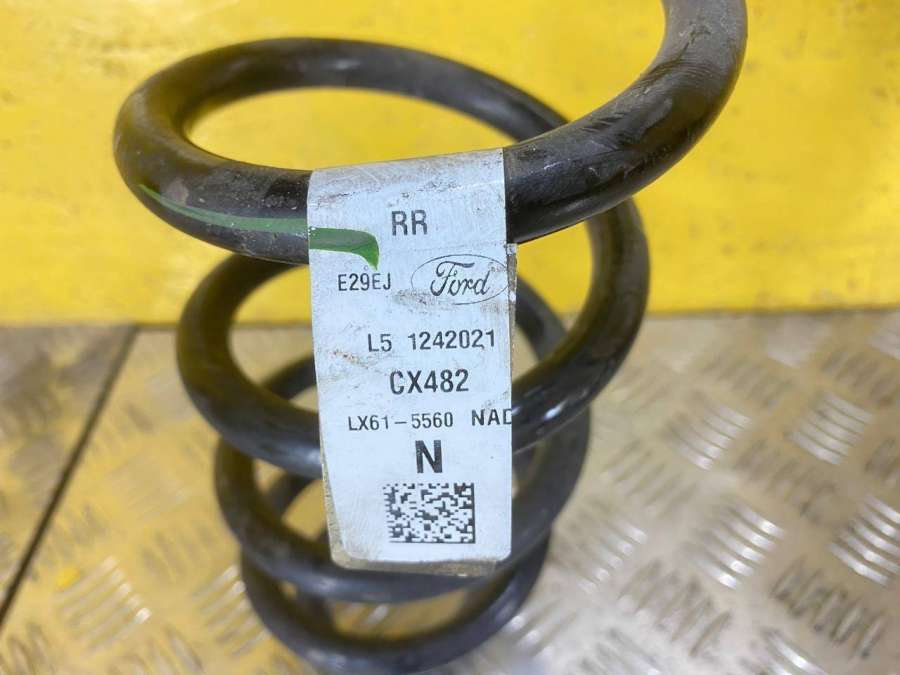 RR
E29EJ Ford
L5 1242021
CX482
LX61-5560 NAD
N